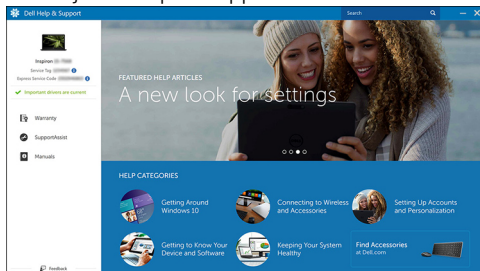 Dell Help & Support
Search
Inspiron
Service Tag
Express Service Code
Important drivers are current
Warranty
SupportAssist
Manuals
Feedback
FEATURED HELP ARTICLES
A new look for settings
HELP CATEGORIES
Getting Around
Windows 10
Connecting to Wireless
and Accessories
Setting Up Accounts
and Personalization
Getting to Know Your
Device and Software
Keeping Your System
Healthy
Find Accessories
at Dell.com